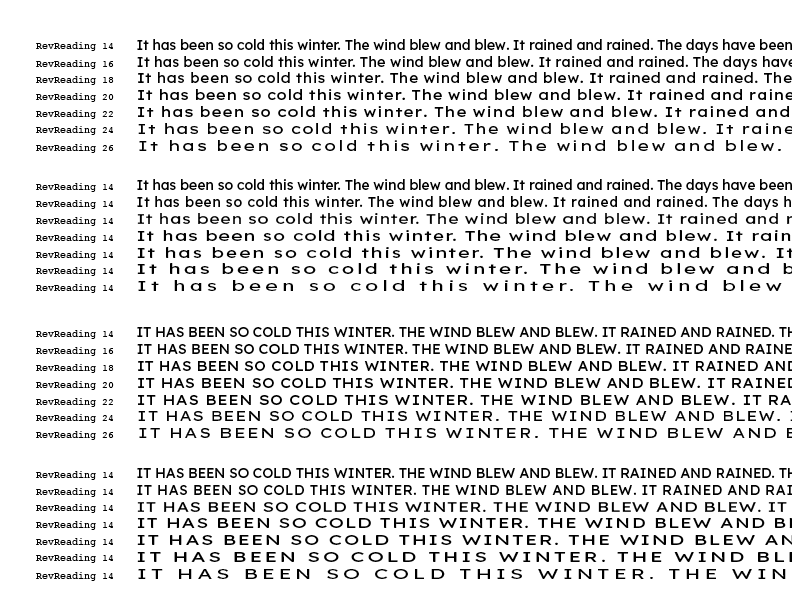 RevReading 14 It has been so cold this winter. The wind blew and blew. It rained and rained. The days have been
RevReading 16 It has been so cold this winter. The wind blew and blew. It rained and rained. The days have
RevReading 18 It has been so cold this winter. The wind blew and blew. It rained and rained. The
RevReading 20 It has been so cold this winter. The wind blew and blew. It rained and raine
RevReading 22 It has been so cold this winter. The wind blew and blew. It rained and
RevReading 24 It has been so cold this winter. The wind blew and blew. It raine
RevReading 26 It has been so cold this winter. The wind blew and blew.
RevReading 14 It has been so cold this winter. The wind blew and blew. It rained and rained. The days have been
RevReading 14 It has been so cold this winter. The wind blew and blew. It rained and rained. The days h
RevReading 14 It has been so cold this winter. The wind blew and blew. It rained and r
RevReading 14 It has been so cold this winter. The wind blew and blew. It rain
RevReading 14 It has been so cold this winter. The wind blew and blew. It
RevReading 14 It has been so cold this winter. The wind blew and b
RevReading 14 It has been so cold this winter. The wind blew
RevReading 14 IT HAS BEEN SO COLD THIS WINTER. THE WIND BLEW AND BLEW. IT RAINED AND RAINED. TH
RevReading 16 IT HAS BEEN SO COLD THIS WINTER. THE WIND BLEW AND BLEW. IT RAINED AND RAINE
RevReading 18 IT HAS BEEN SO COLD THIS WINTER. THE WIND BLEW AND BLEW. IT RAINED AND
RevReading 20 IT HAS BEEN SO COLD THIS WINTER. THE WIND BLEW AND BLEW. IT RAINED
RevReading 22 IT HAS BEEN SO COLD THIS WINTER. THE WIND BLEW AND BLEW. IT RA
RevReading 24 IT HAS BEEN SO COLD THIS WINTER. THE WIND BLEW AND BLEW. I
RevReading 26 IT HAS BEEN SO COLD THIS WINTER. THE WIND BLEW AND B
RevReading 14 IT HAS BEEN SO COLD THIS WINTER. THE WIND BLEW AND BLEW. IT RAINED AND RAINED. TH
RevReading 14 IT HAS BEEN SO COLD THIS WINTER. THE WIND BLEW AND BLEW. IT RAINED AND RAI
RevReading 14 IT HAS BEEN SO COLD THIS WINTER. THE WIND BLEW AND BLEW. IT
RevReading 14 IT HAS BEEN SO COLD THIS WINTER. THE WIND BLEW AND BL
RevReading 14 IT HAS BEEN SO COLD THIS WINTER. THE WIND BLEW AN
RevReading 14 IT HAS BEEN SO COLD THIS WINTER. THE WIND BL
RevReading 14 IT HAS BEEN SO COLD THIS WINTER. THE WIN